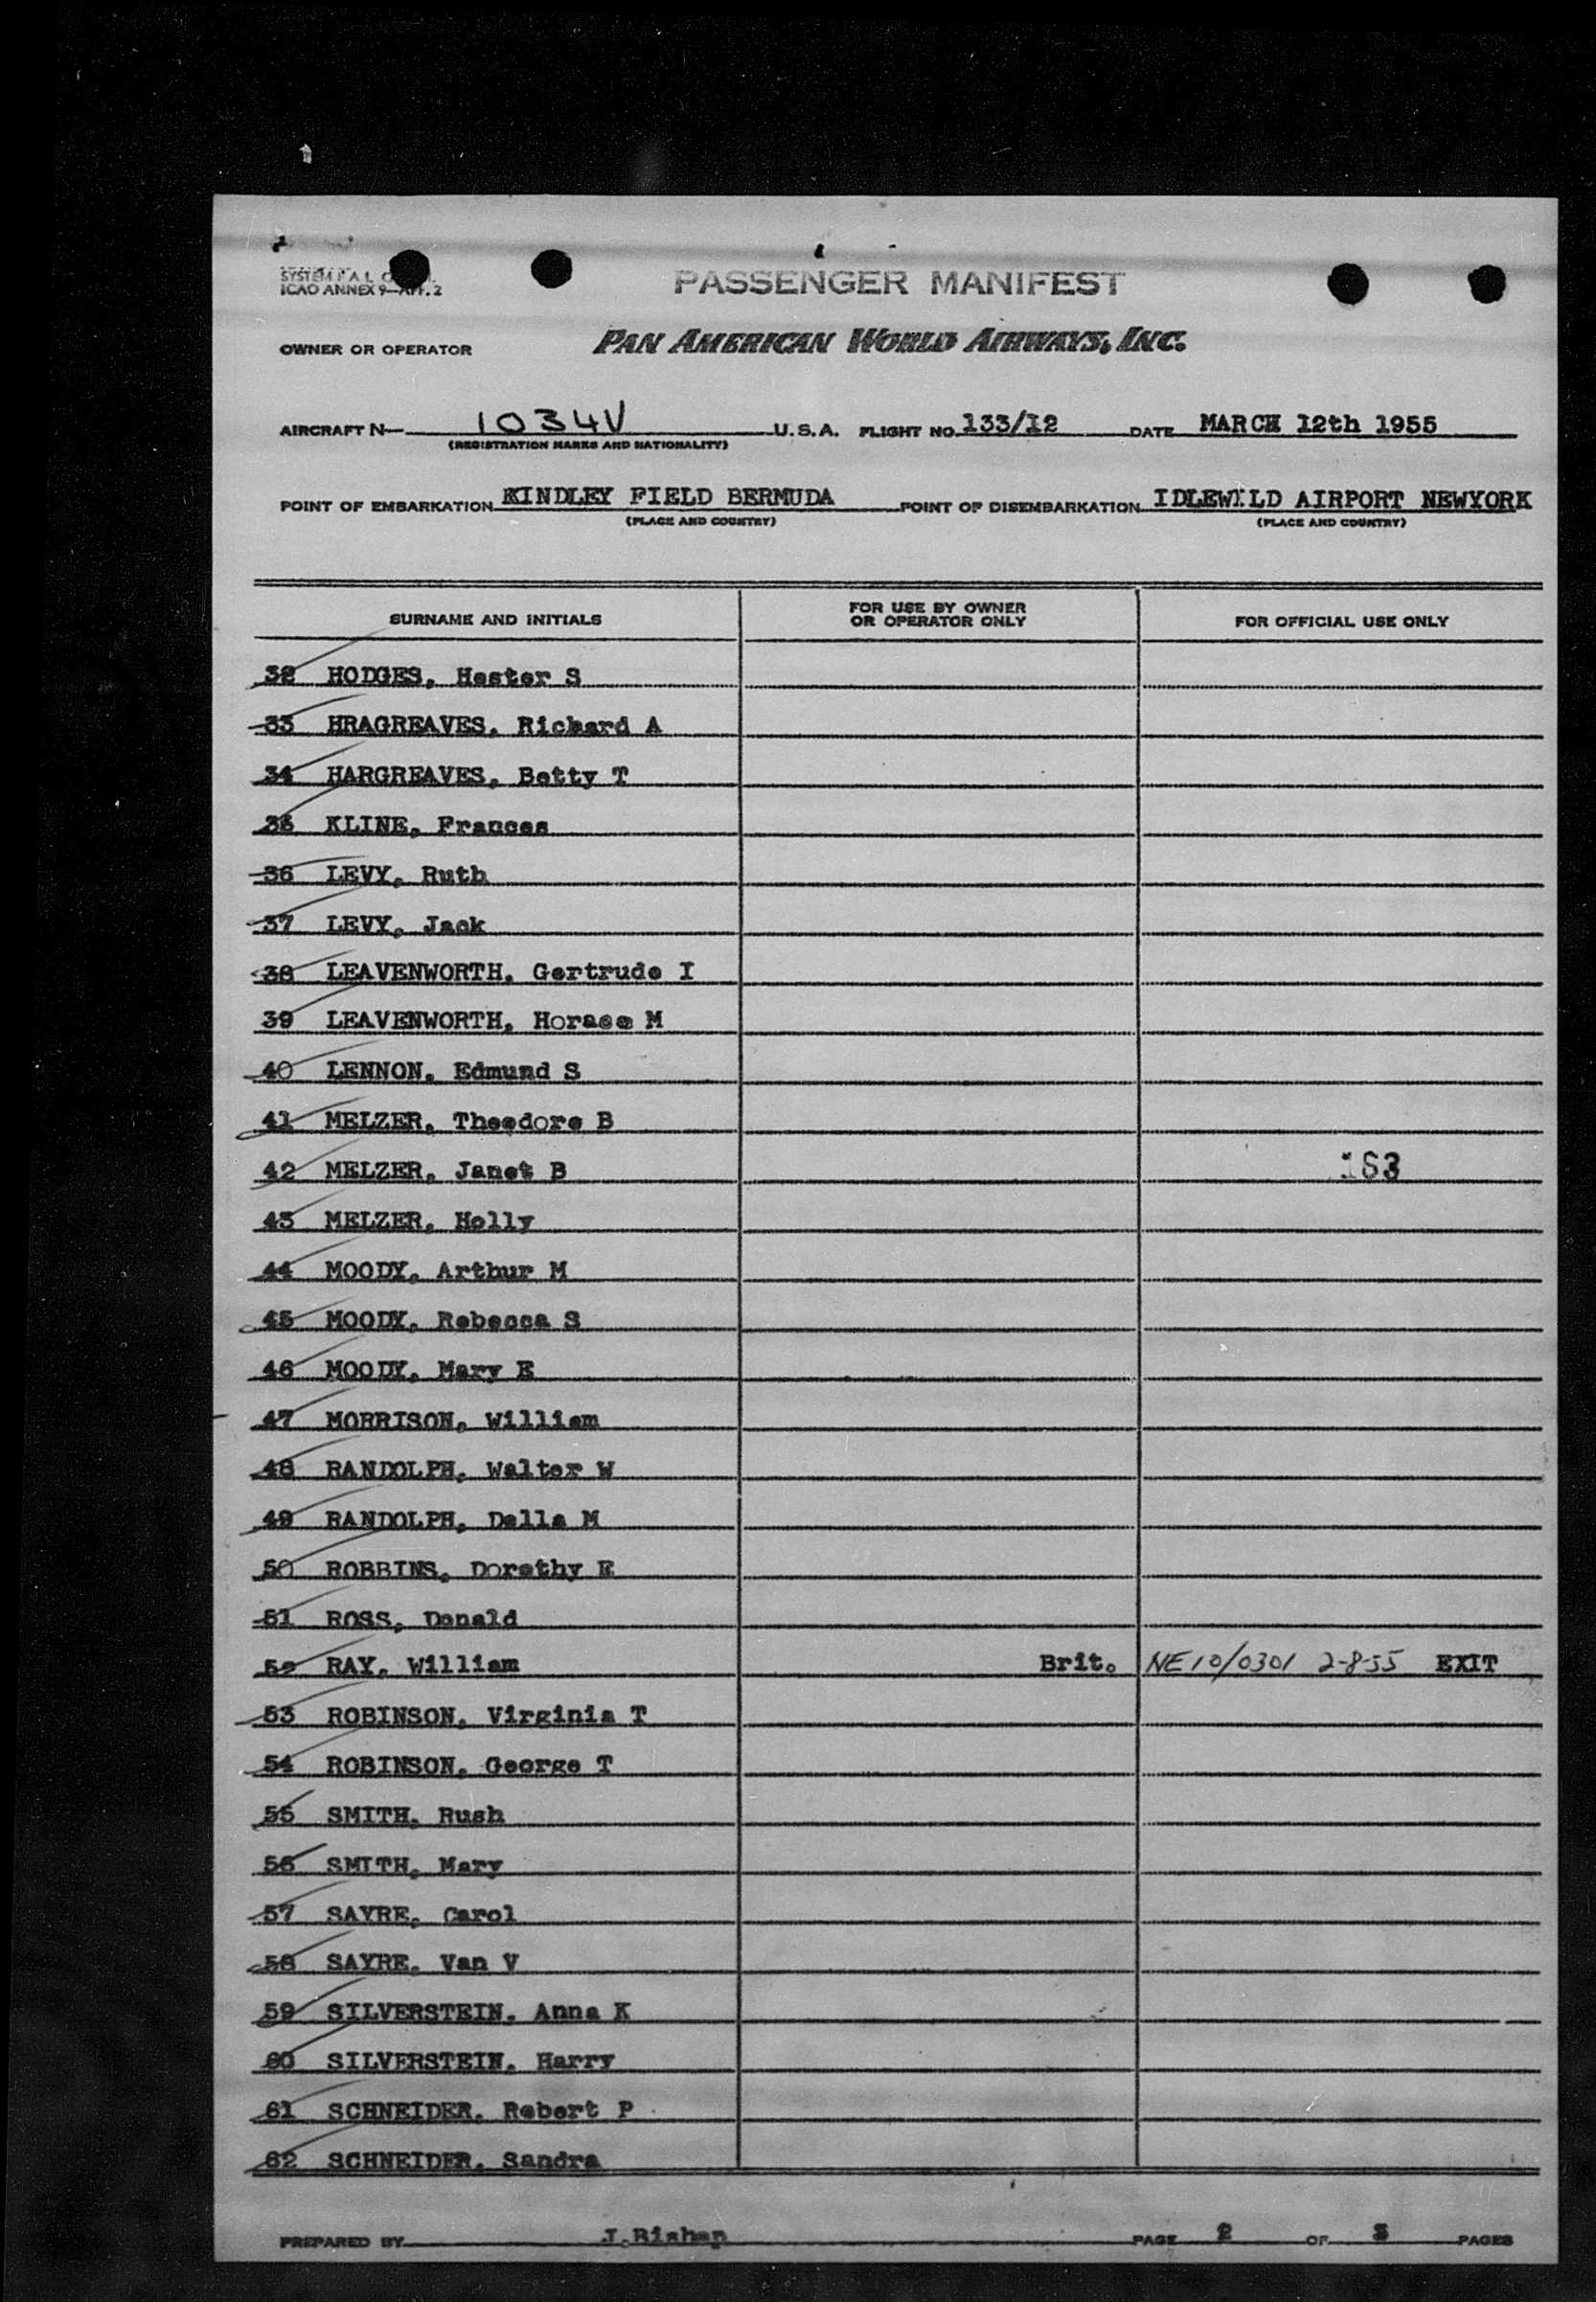 SYSTEM P.A.L.
ICAO ANNEX 9—APP. 2
PASSENGER MANIFEST
OWNER OR OPERATOR PAN AMERICAN WORLD AIRWAYS, INC.
AIRCRAFT N— 1034V U.S.A. FLIGHT NO. 133/12 DATE MARCH 12th 1955
(REGISTRATION MARKS AND NATIONALITY)
POINT OF EMBARKATION KINDLEY FIELD BERMUDA POINT OF DISEMBARKATION IDLEWILD AIRPORT NEWYORK
(PLACE AND COUNTRY) (PLACE AND COUNTRY)
SURNAME AND INITIALS FOR USE BY OWNER OR OPERATOR ONLY FOR OFFICIAL USE ONLY
32 HODGES, Hester S
33 HRAGREAVES, Richard A
34 HARGREAVES, Betty T
35 KLINE, Frances
36 LEVY, Ruth
37 LEVY, Jack
38 LEAVENWORTH, Gertrude I
39 LEAVENWORTH, Horace M
40 LENNON, Edmund S
41 MELZER, Theodore B
42 MELZER, Janet B 163
43 MELZER, Holly
44 MOODY, Arthur M
45 MOODY, Rebecca S
46 MOODY, Mary E
47 MORRISON, William
48 RANDOLPH, Walter W
49 RANDOLPH, Della M
50 ROBBINS, Dorothy E
51 ROSS, Donald
52 RAY, William Brit. NE10/0301 2-8-55 EXIT
53 ROBINSON, Virginia T
54 ROBINSON, George T
55 SMITH, Rush
56 SMITH, Mary
57 SAYRE, Carol
58 SAYRE, Van V
59 SILVERSTEIN, Anna K
60 SILVERSTEIN, Harry
61 SCHNEIDER, Robert P
62 SCHNEIDER, Sandra
PREPARED BY J.Bishop PAGE 2 OF 3 PAGES